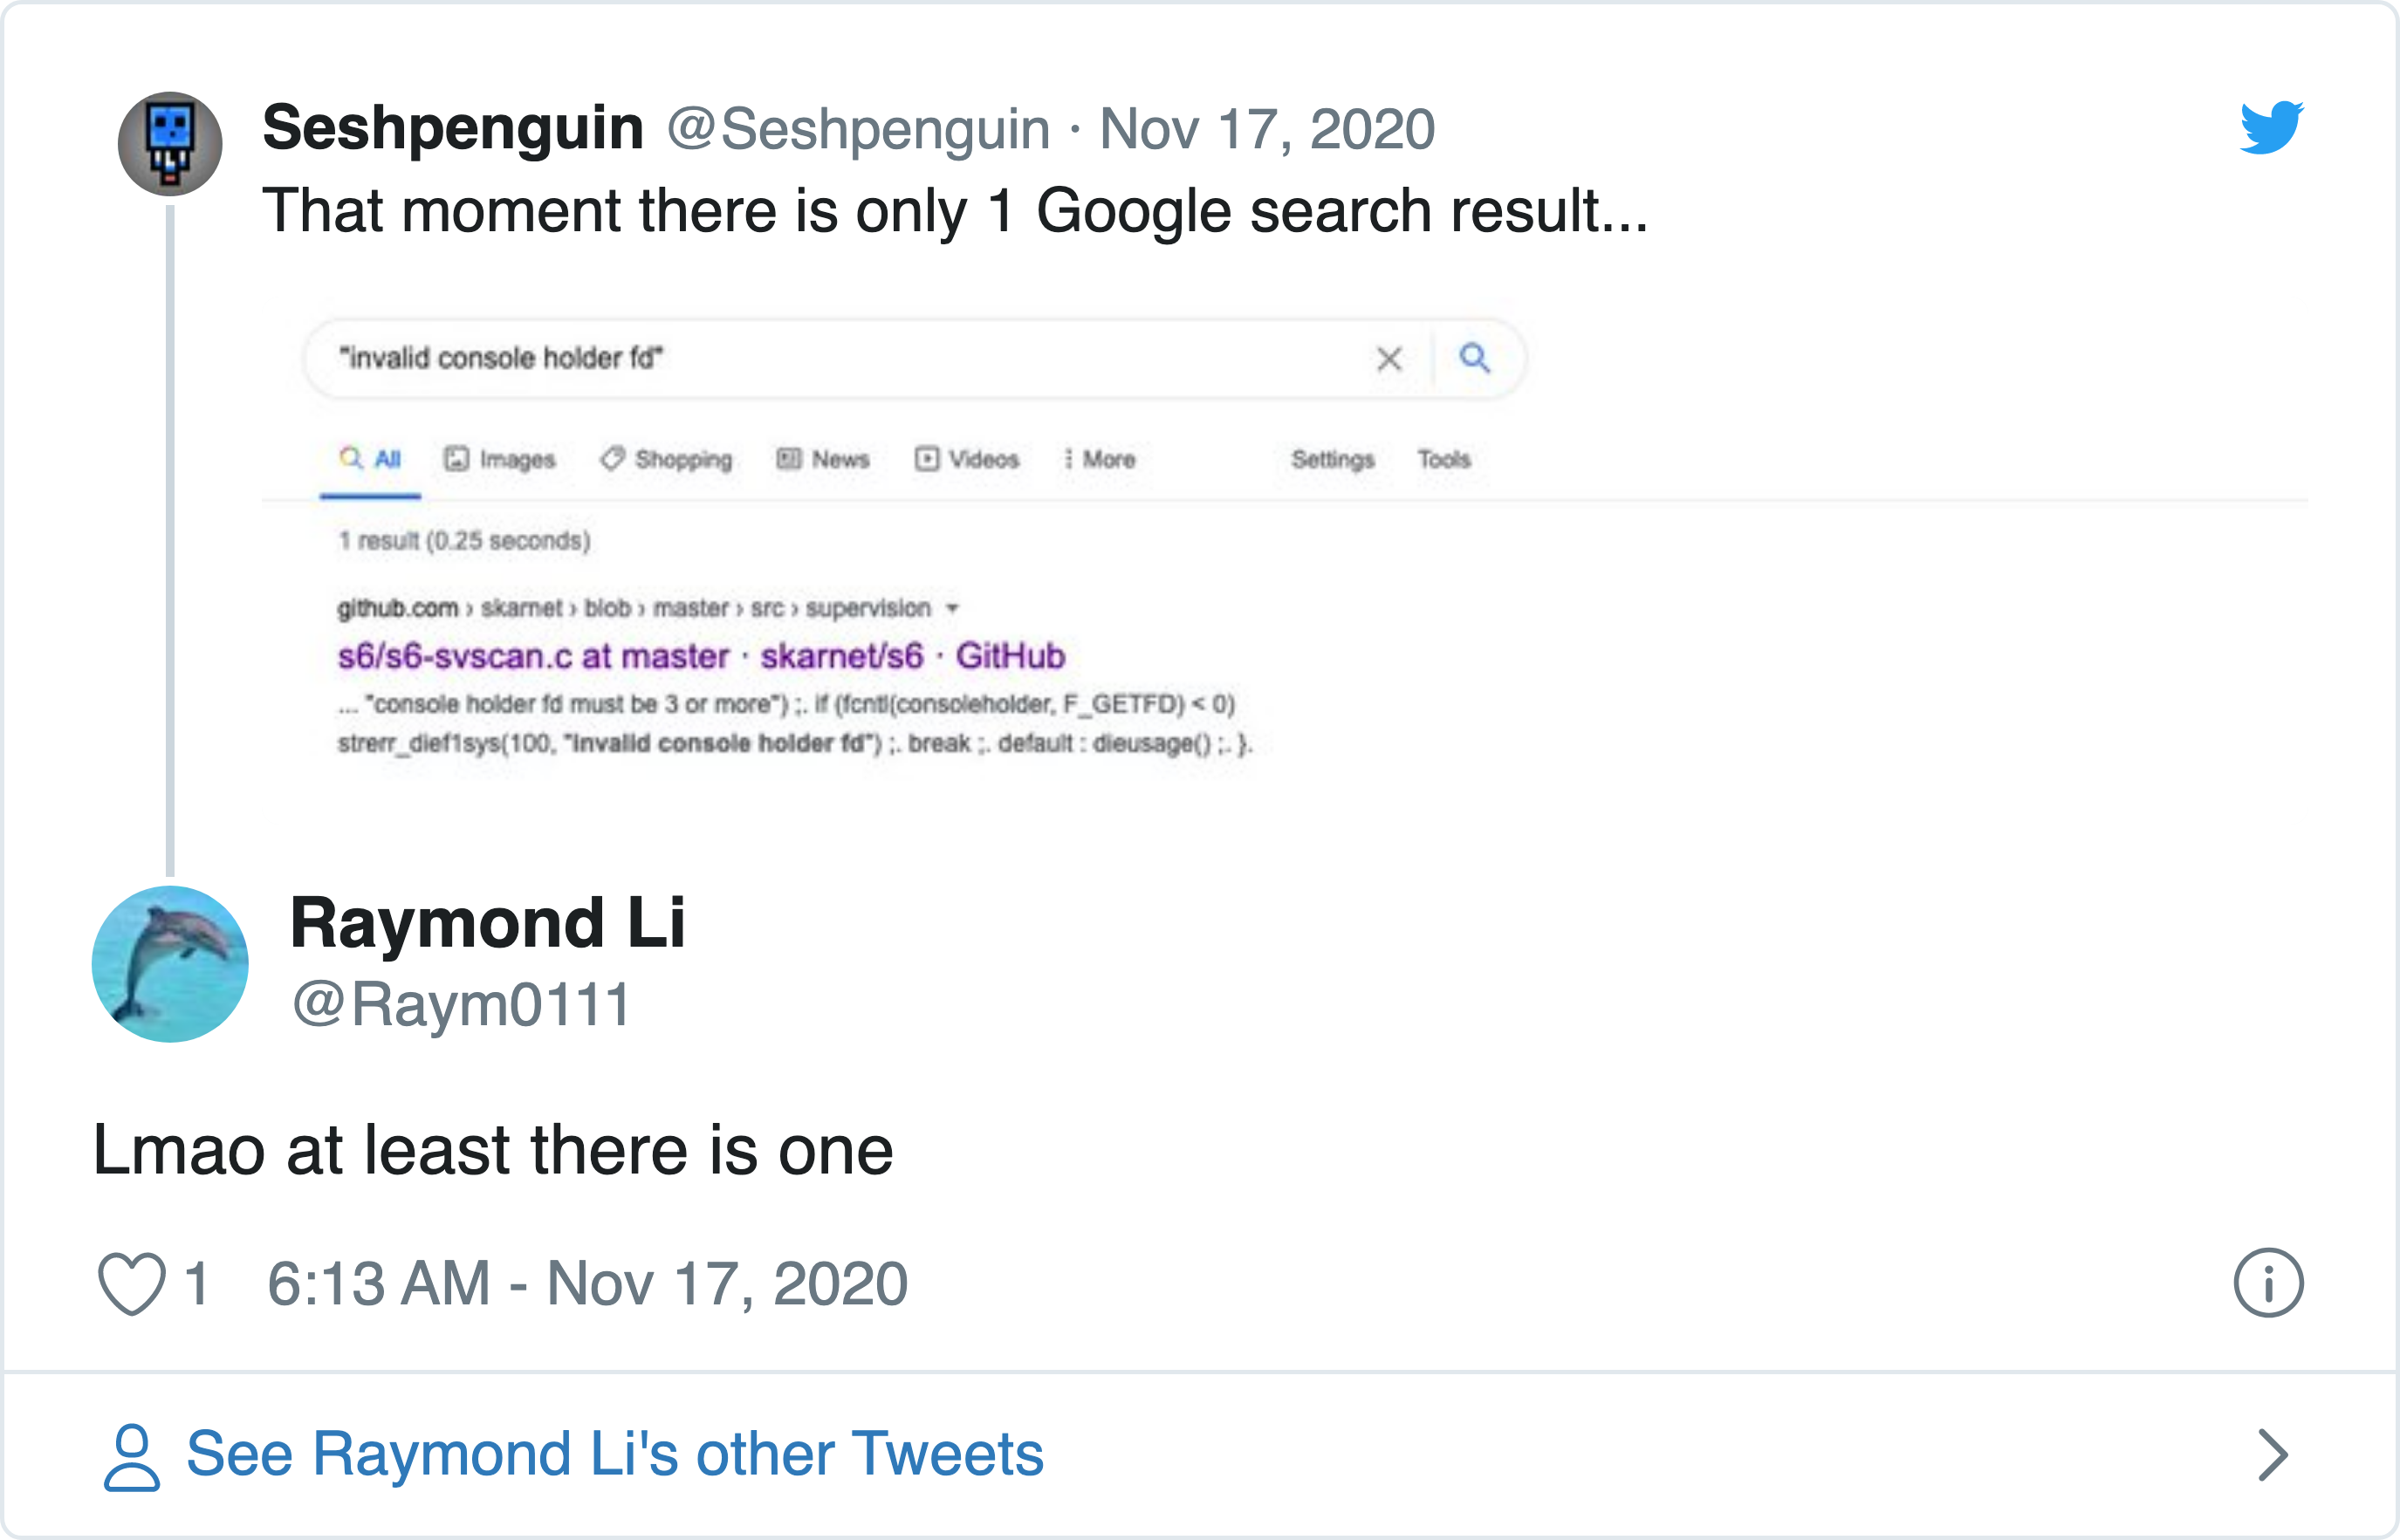 Seshpenguin @Seshpenguin · Nov 17, 2020
That moment there is only 1 Google search result...
"invalid console holder fd"
All Images Shopping News Videos More Settings Tools
1 result (0.25 seconds)
github.com › skarnet › blob › master › src › supervision
s6/s6-svscan.c at master · skarnet/s6 · GitHub
... "console holder fd must be 3 or more") ;. if (fcntl(consoleholder, F_GETFD) < 0)
strerr_dief1sys(100, "invalid console holder fd") ;. break ;. default : dieusage() ;. }.
Raymond Li
@Raym0111
Lmao at least there is one
1 6:13 AM - Nov 17, 2020
See Raymond Li's other Tweets